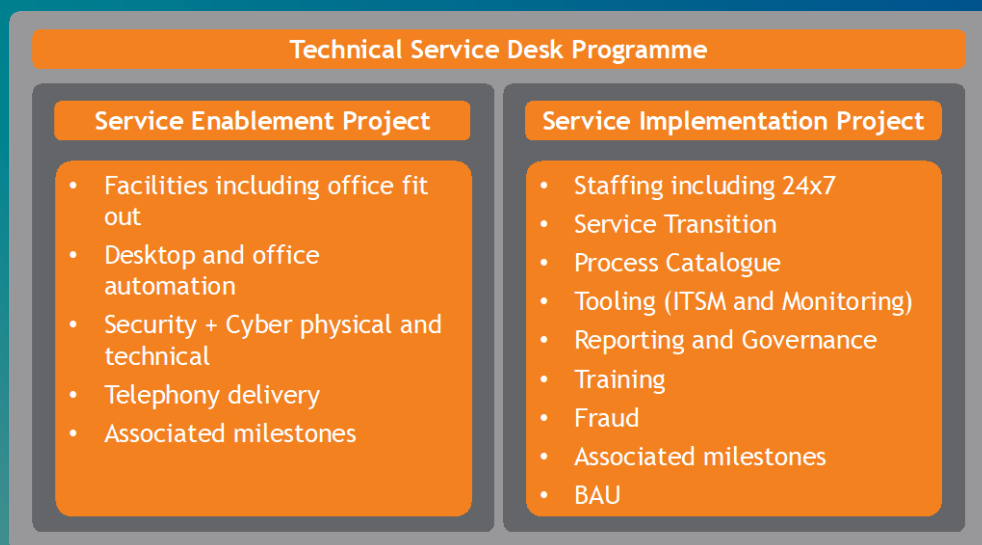 Technical Service Desk Programme
Service Enablement Project
• Facilities including office fit
out
• Desktop and office
automation
• Security + Cyber physical and
technical
• Telephony delivery
• Associated milestones
Service Implementation Project
• Staffing including 24x7
• Service Transition
• Process Catalogue
• Tooling (ITSM and Monitoring)
• Reporting and Governance
• Training
• Fraud
• Associated milestones
• BAU